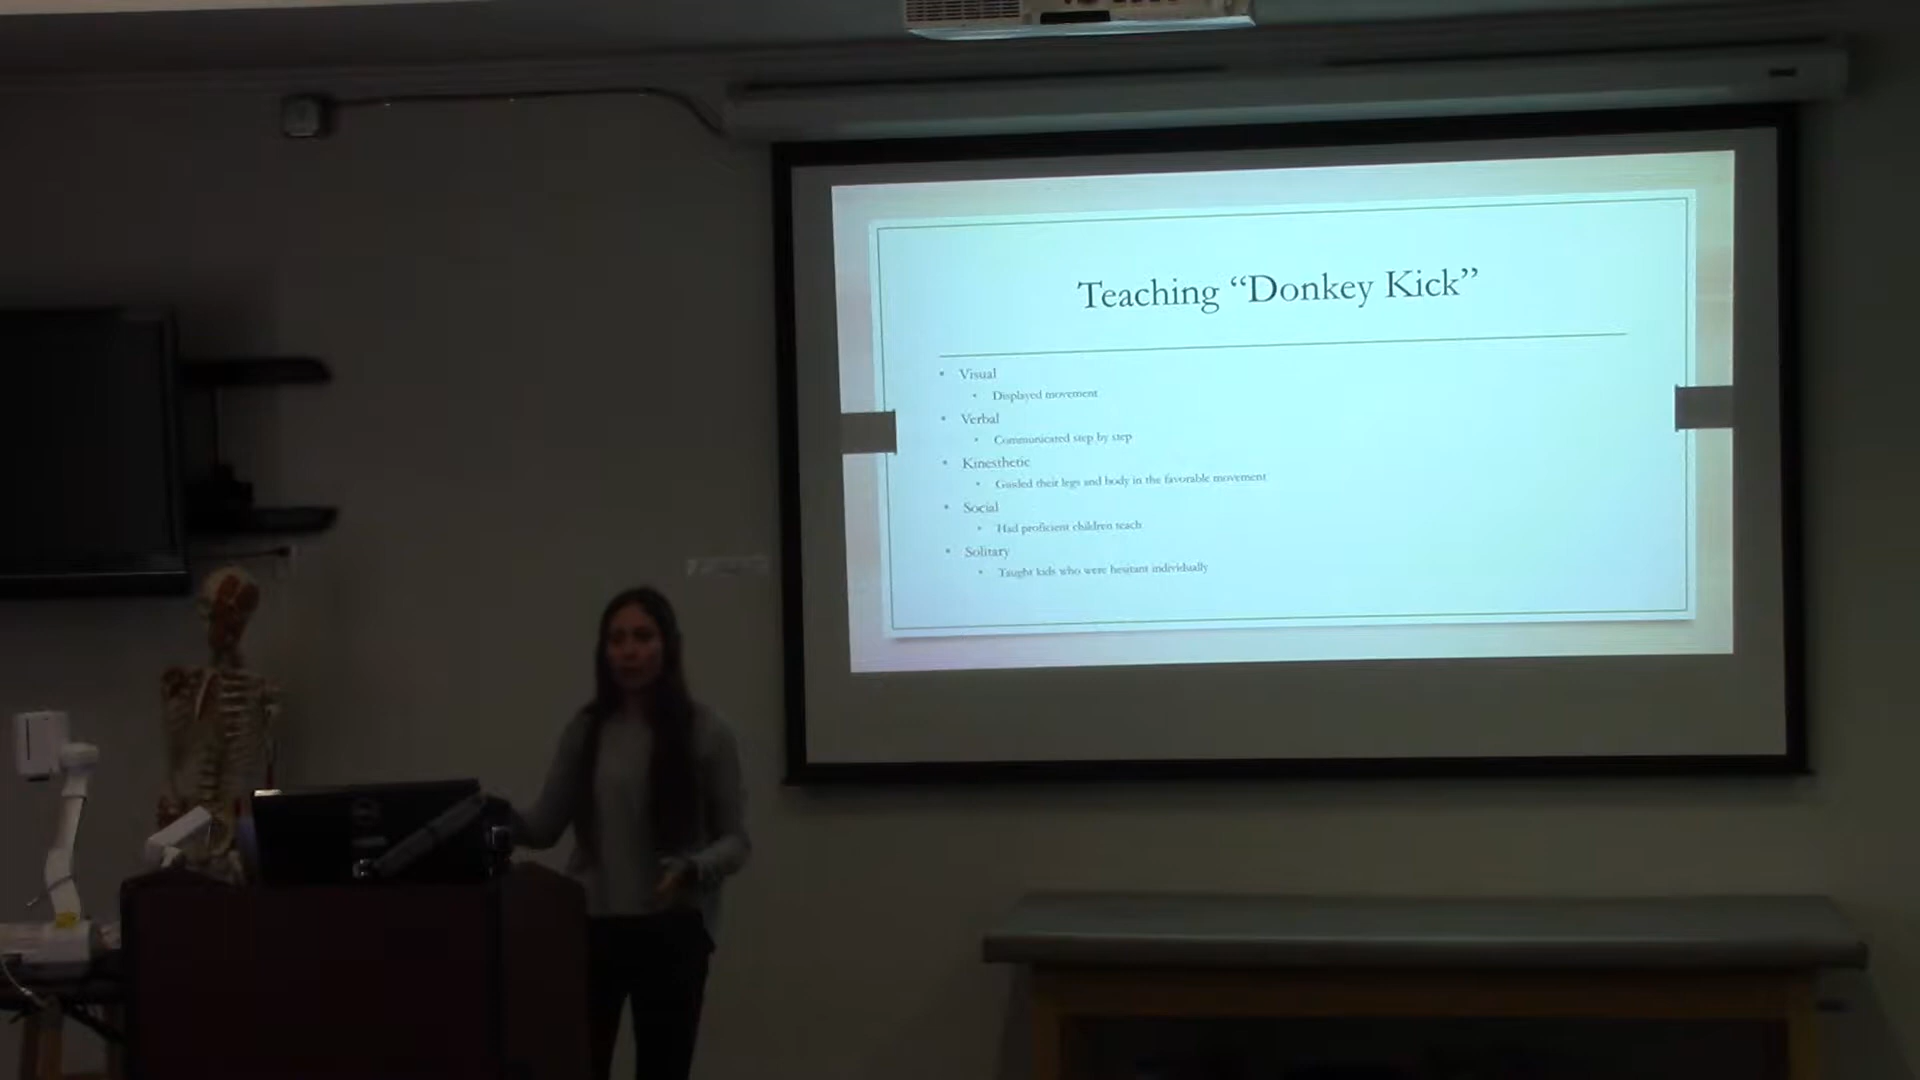 Teaching “Donkey Kick”
• Visual
• Displayed movement
• Verbal
• Communicated step by step
• Kinesthetic
• Guided their legs and body in the favorable movement
• Social
• Had proficient children teach
• Solitary
• Taught kids who were hesitant individually